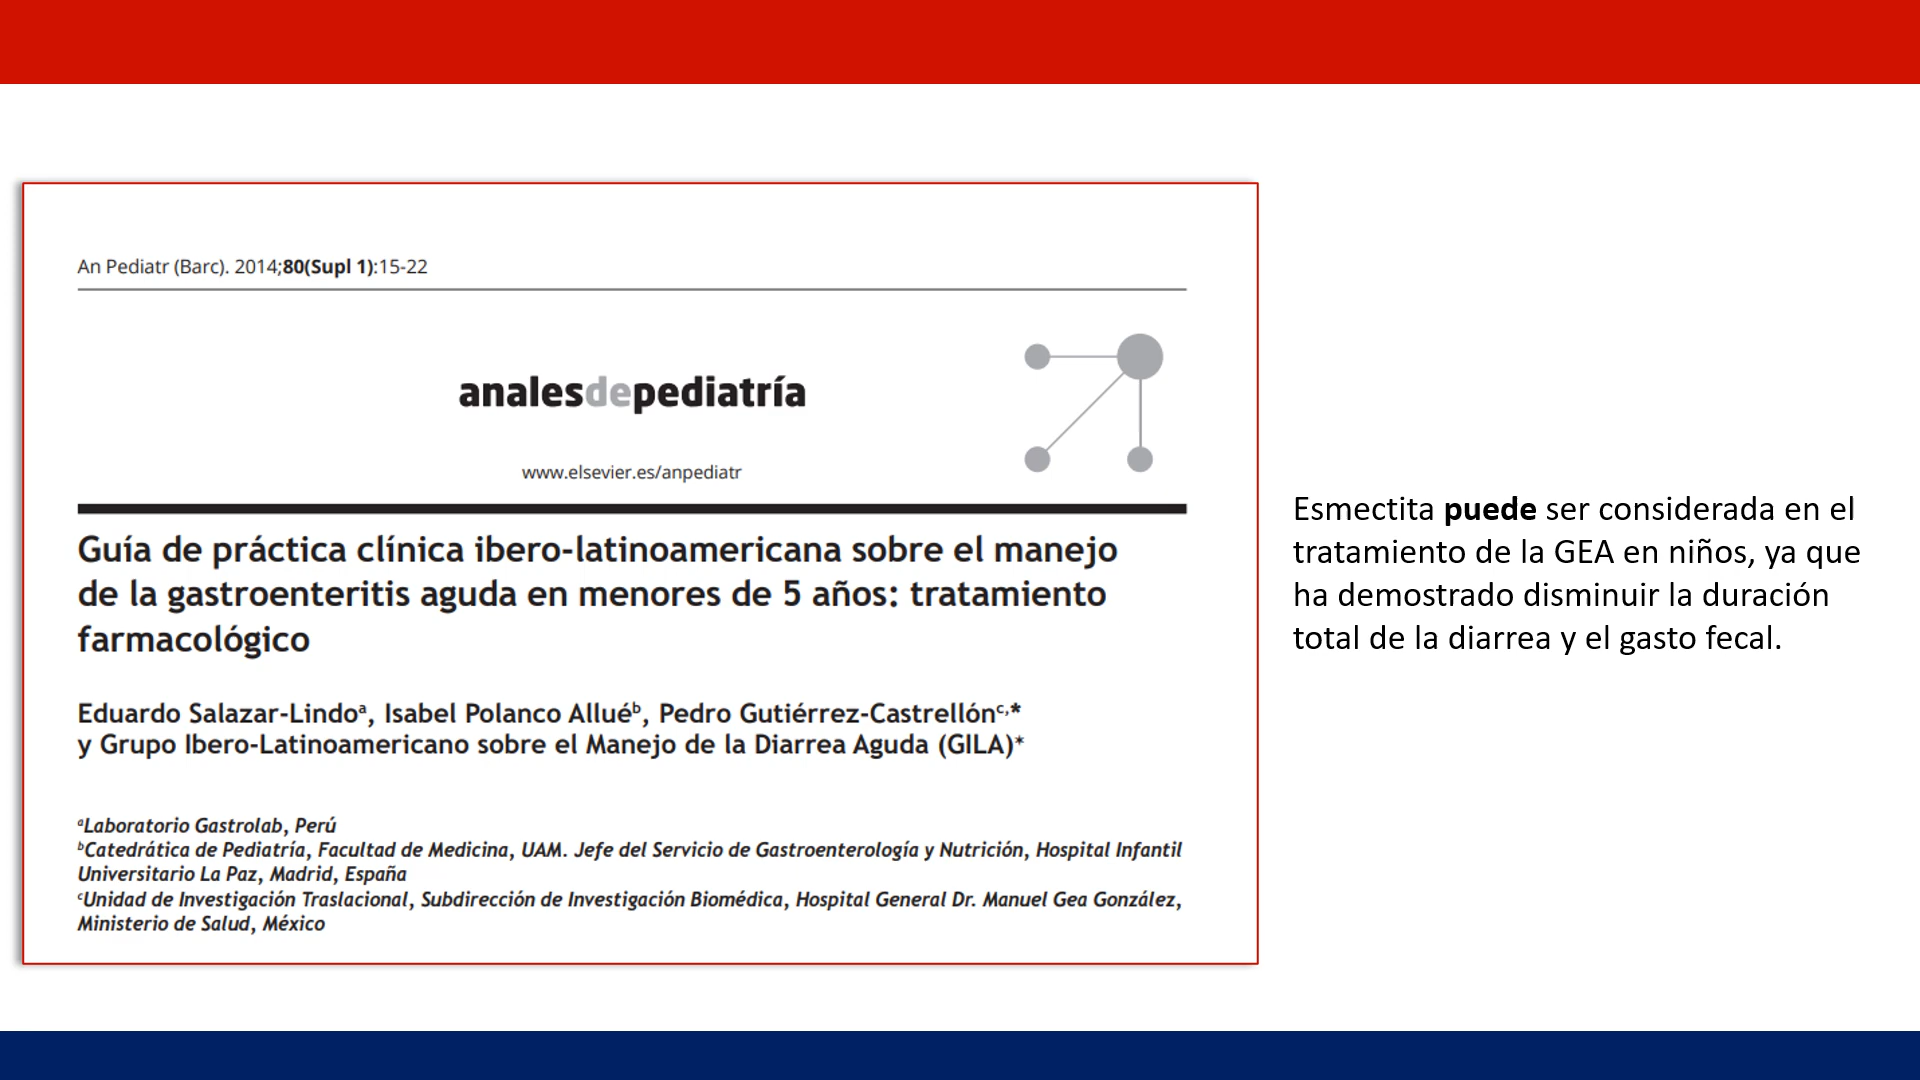 An Pediatr (Barc). 2014;80(Supl 1):15-22
analesdepediatría
www.elsevier.es/anpediatr
Guía de práctica clínica ibero-latinoamericana sobre el manejo
de la gastroenteritis aguda en menores de 5 años: tratamiento
farmacológico
Eduardo Salazar-Lindoᵃ, Isabel Polanco Alluéᵇ, Pedro Gutiérrez-Castrellónᶜ,*
y Grupo Ibero-Latinoamericano sobre el Manejo de la Diarrea Aguda (GILA)*
ᵃLaboratorio Gastrolab, Perú
ᵇCatedrática de Pediatría, Facultad de Medicina, UAM. Jefe del Servicio de Gastroenterología y Nutrición, Hospital Infantil
Universitario La Paz, Madrid, España
ᶜUnidad de Investigación Traslacional, Subdirección de Investigación Biomédica, Hospital General Dr. Manuel Gea González,
Ministerio de Salud, México
Esmectita puede ser considerada en el
tratamiento de la GEA en niños, ya que
ha demostrado disminuir la duración
total de la diarrea y el gasto fecal.